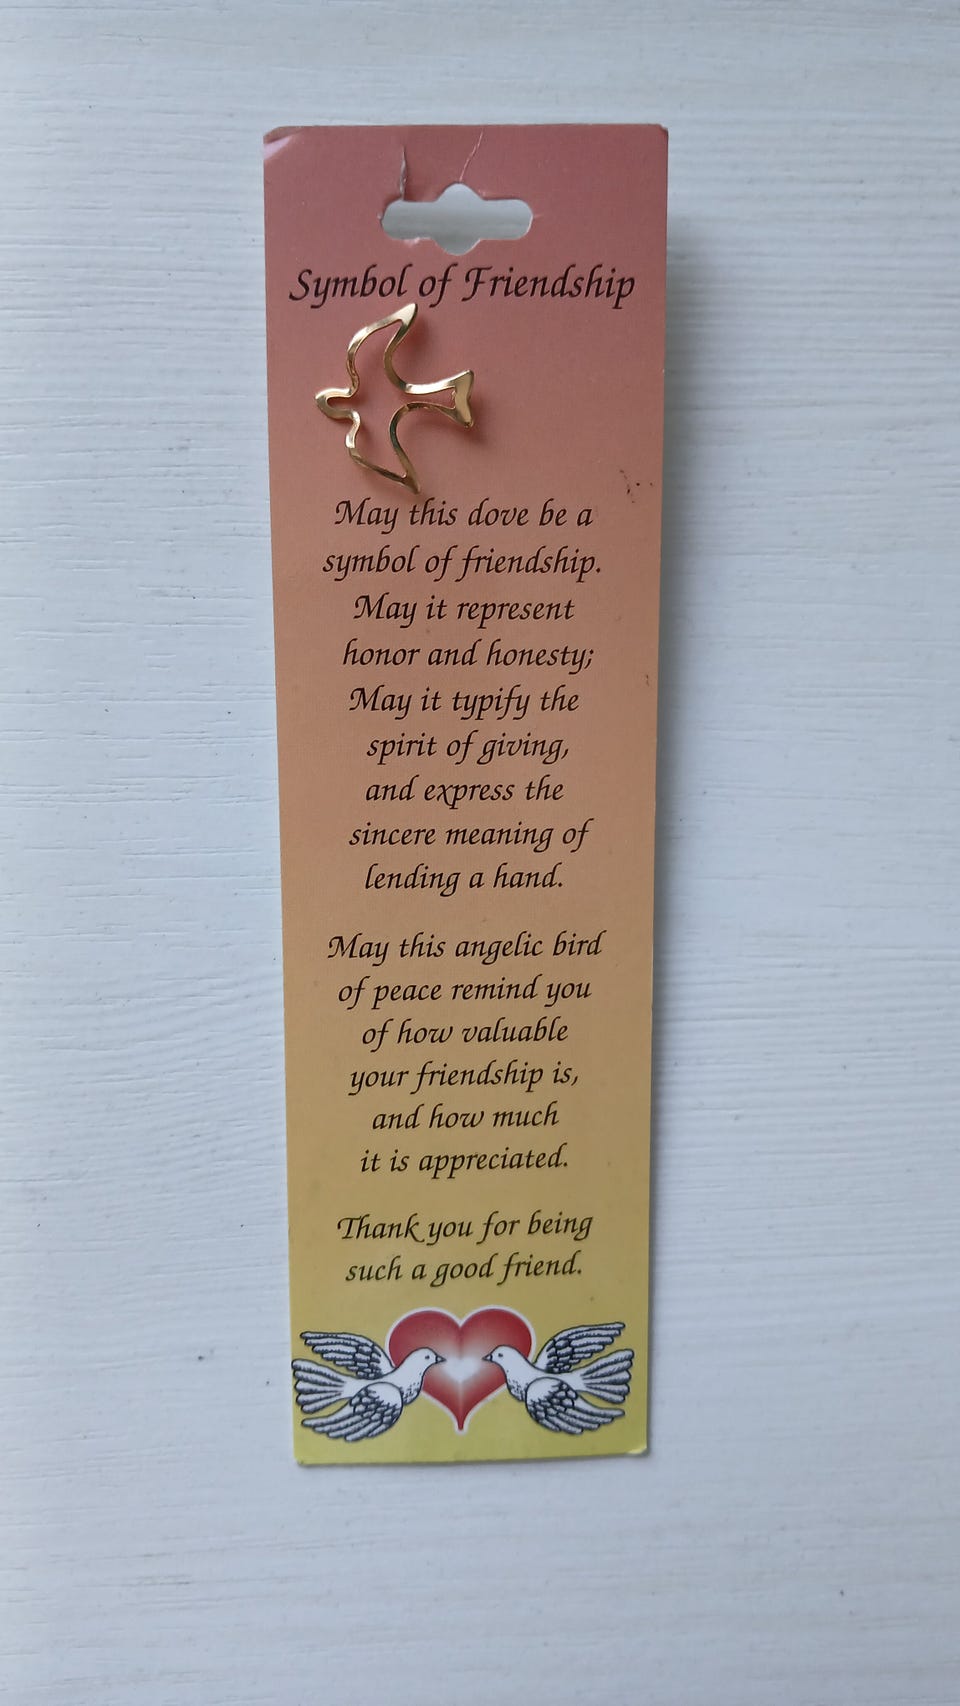 Symbol of Friendship
May this dove be a
symbol of friendship.
May it represent
honor and honesty;
May it typify the
spirit of giving,
and express the
sincere meaning of
lending a hand.
May this angelic bird
of peace remind you
of how valuable
your friendship is,
and how much
it is appreciated.
Thank you for being
such a good friend.